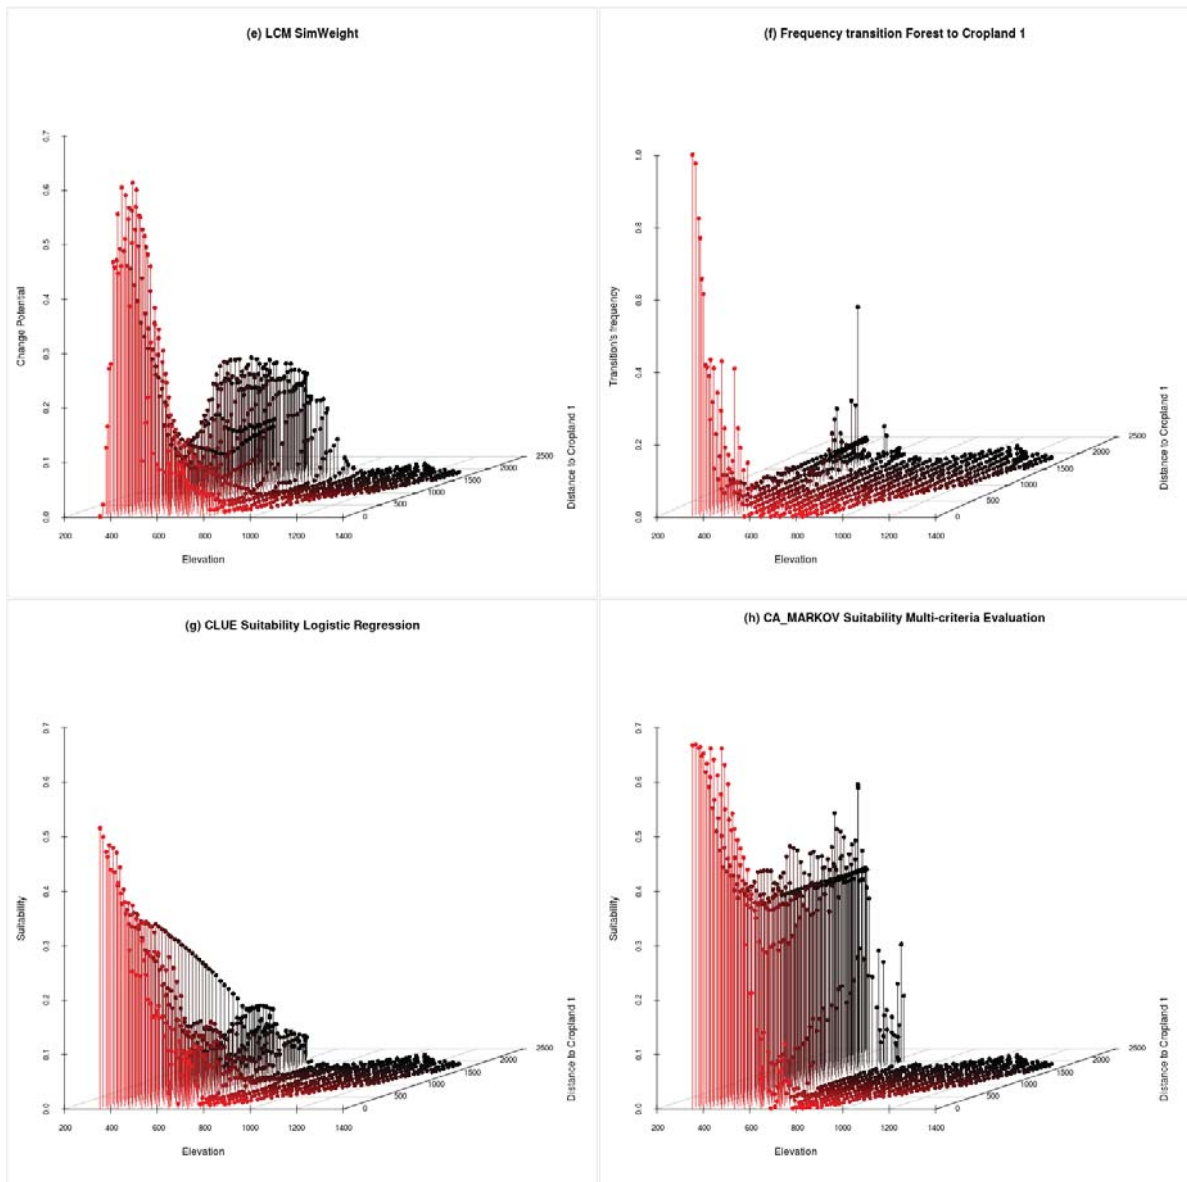 (e) LCM SimWeight
Change Potential
0.7
0.6
0.5
0.4
0.3
0.2
0.1
0.0
200 400 600 800 1000 1200 1400
Elevation
0 500 1000 1500 2000 2500
Distance to Cropland 1
(f) Frequency transition Forest to Cropland 1
Transition's frequency
1.0
0.8
0.6
0.4
0.2
0.0
200 400 600 800 1000 1200 1400
Elevation
0 500 1000 1500 2000 2500
Distance to Cropland 1
(g) CLUE Suitability Logistic Regression
Suitability
0.7
0.6
0.5
0.4
0.3
0.2
0.1
0.0
200 400 600 800 1000 1200 1400
Elevation
0 500 1000 1500 2000 2500
Distance to Cropland 1
(h) CA_MARKOV Suitability Multi-criteria Evaluation
Suitability
0.7
0.6
0.5
0.4
0.3
0.2
0.1
0.0
200 400 600 800 1000 1200 1400
Elevation
0 500 1000 1500 2000 2500
Distance to Cropland 1